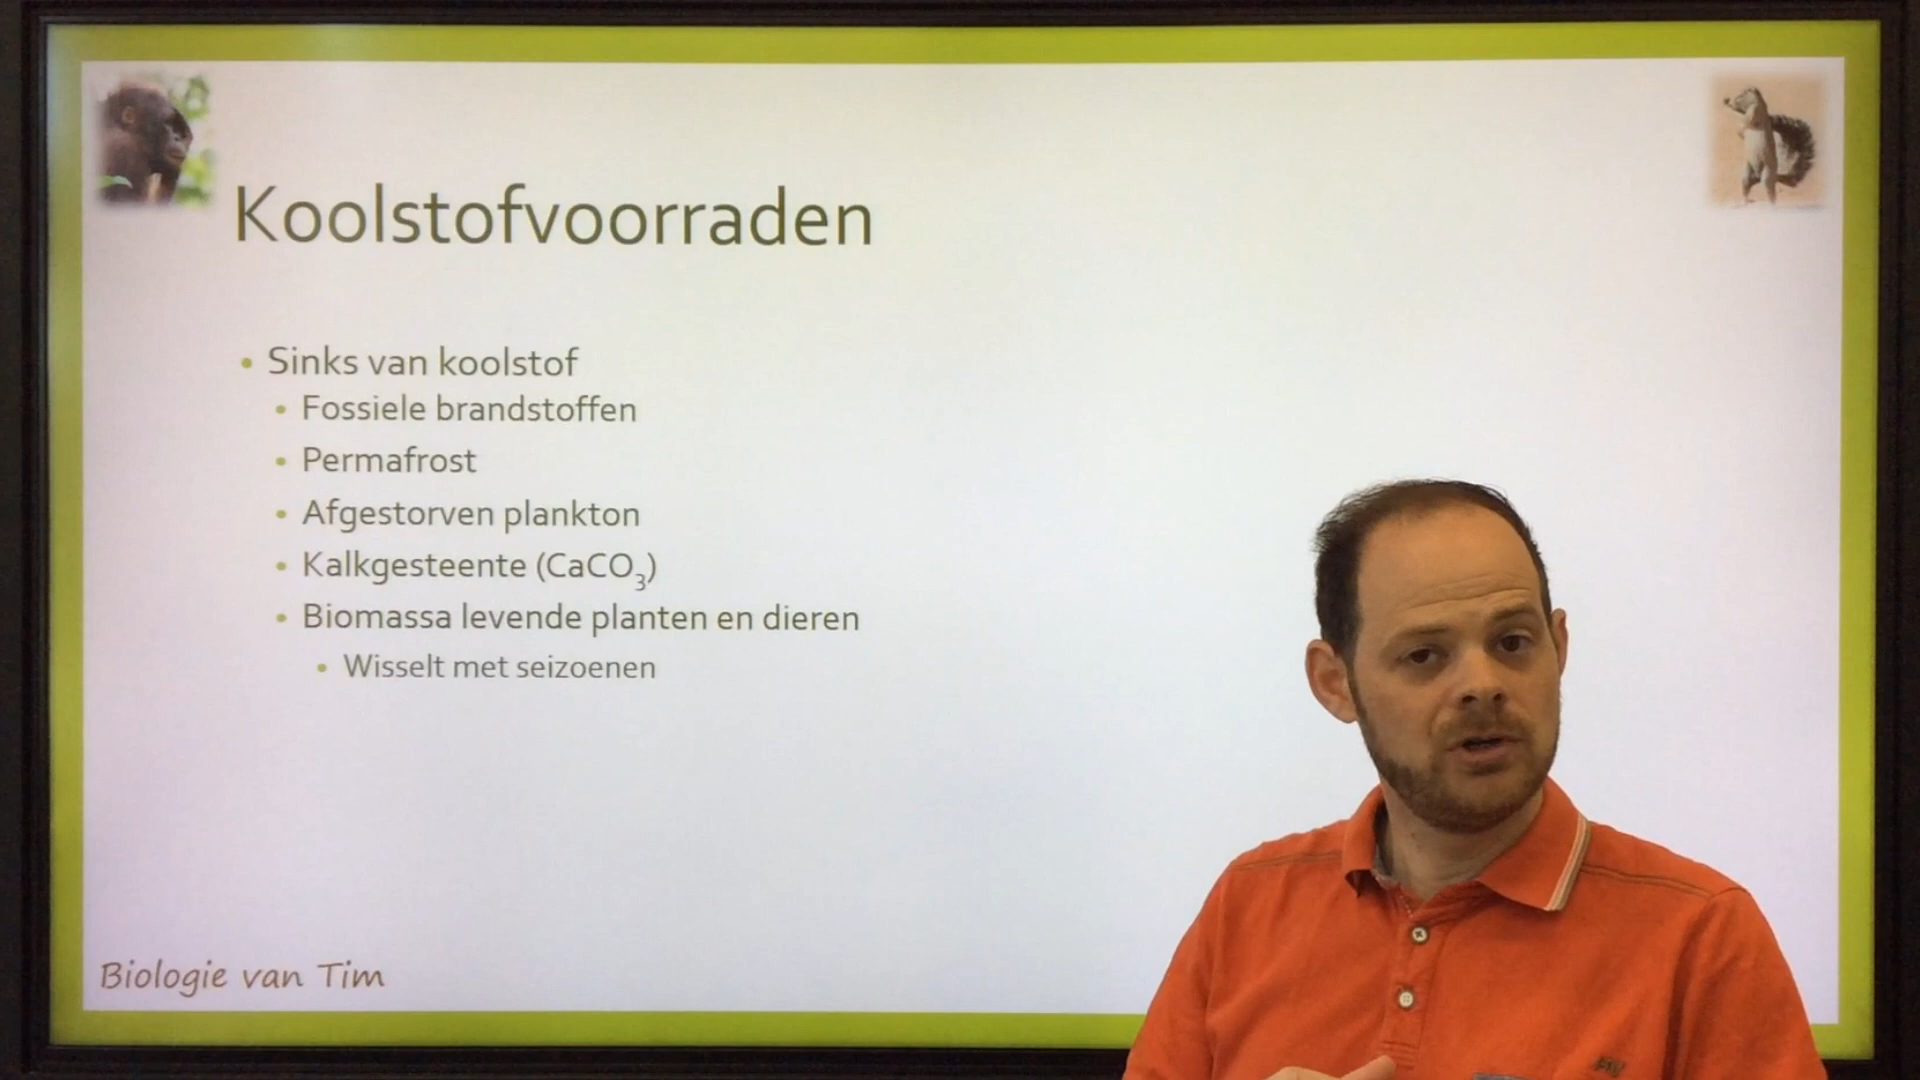 Koolstofvoorraden
• Sinks van koolstof
• Fossiele brandstoffen
• Permafrost
• Afgestorven plankton
• Kalkgesteente (CaCO₃)
• Biomassa levende planten en dieren
• Wisselt met seizoenen
Biologie van Tim